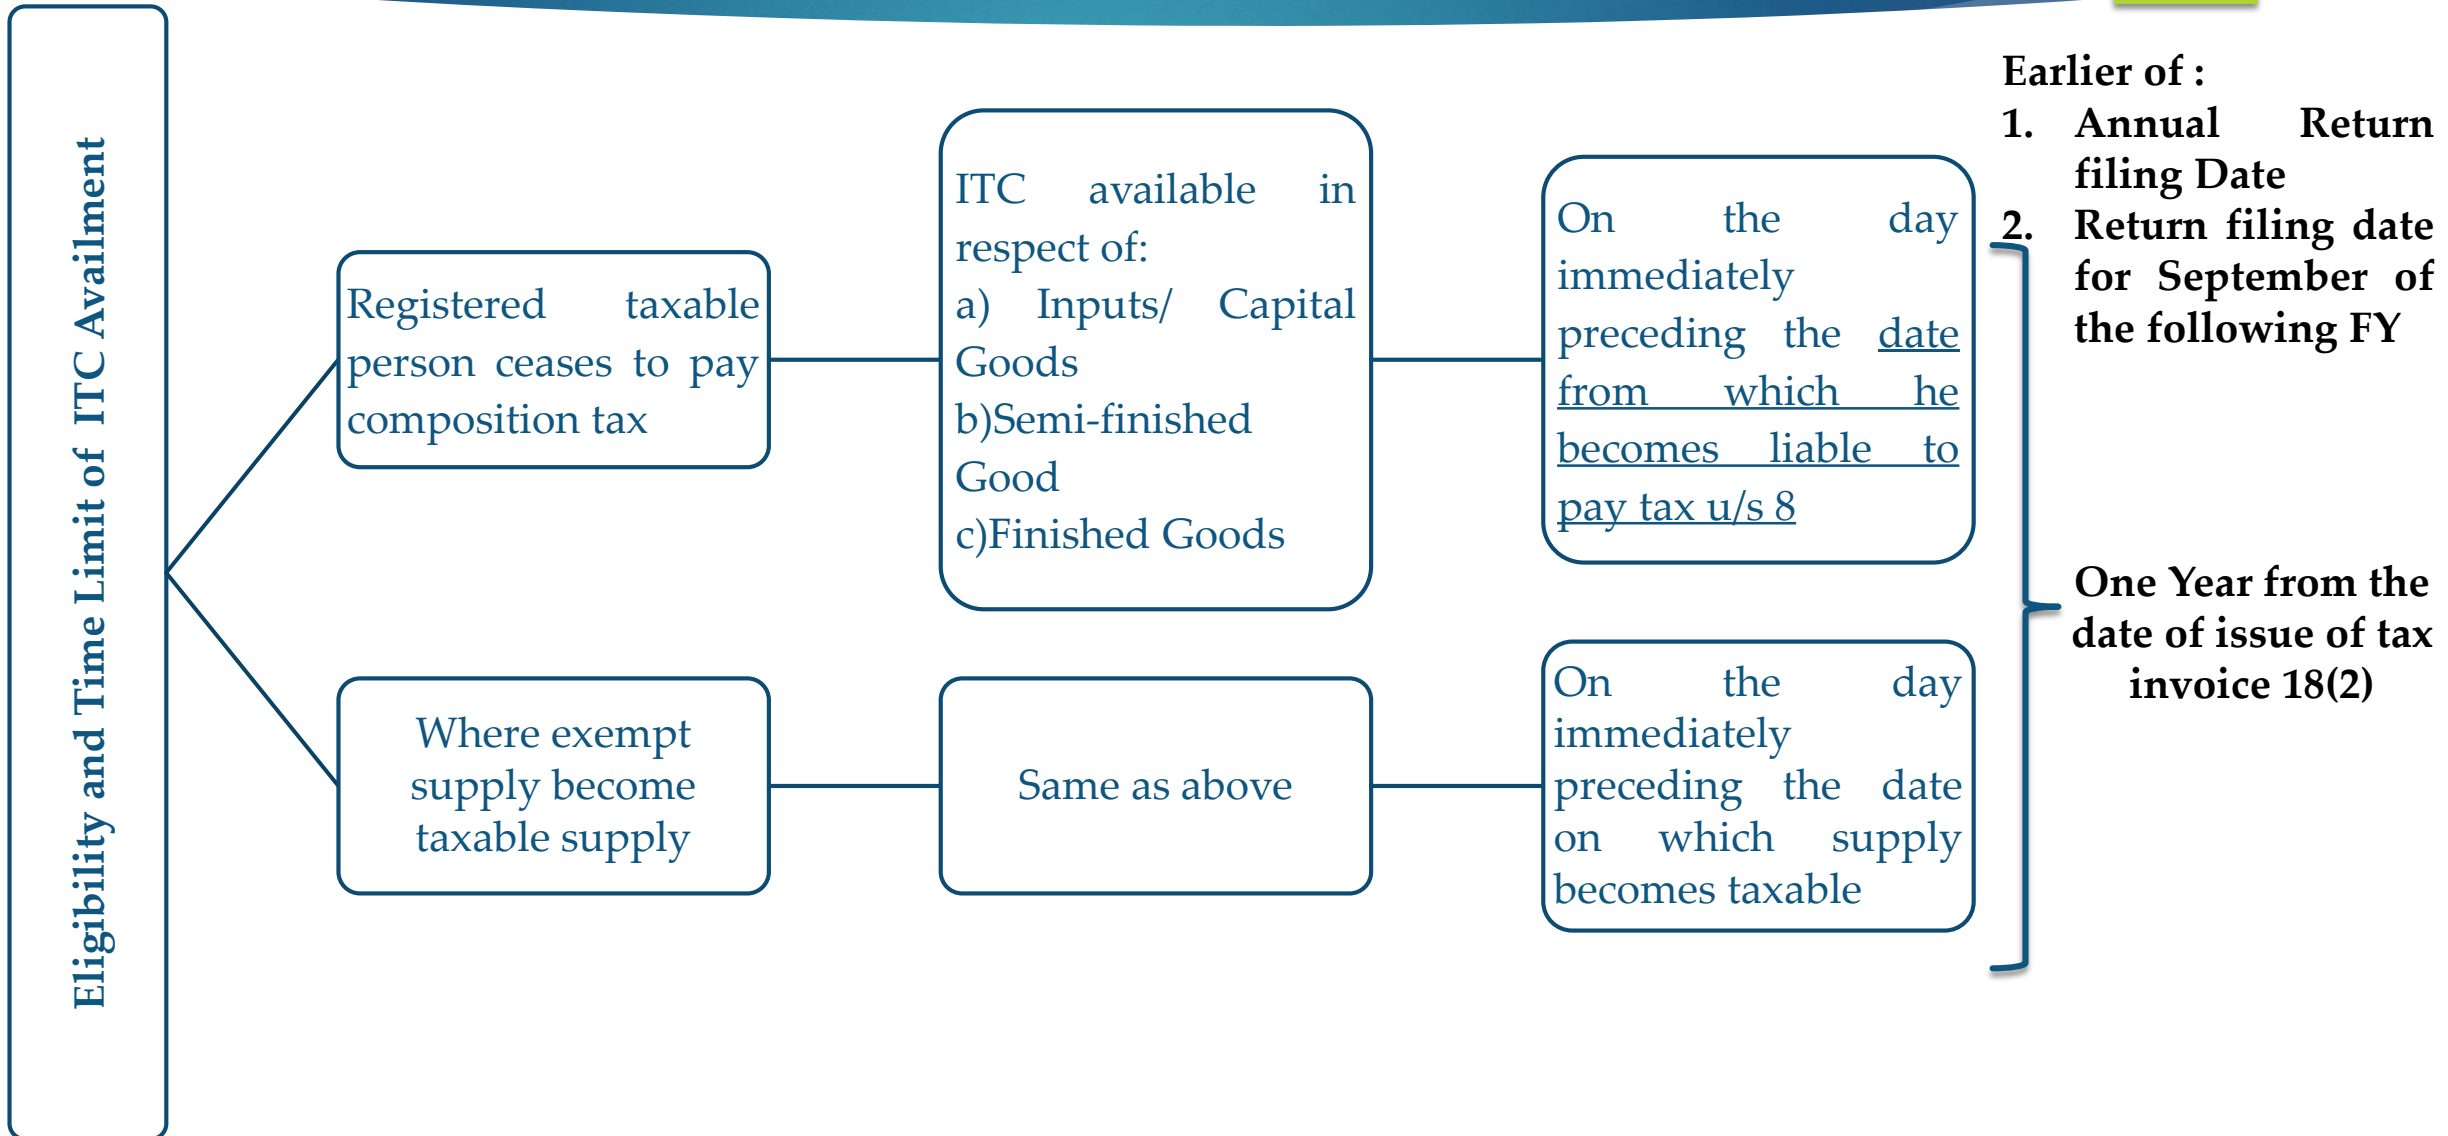 Eligibility and Time Limit of ITC Availment
Registered taxable
person ceases to pay
composition tax
ITC available in
respect of:
a) Inputs/ Capital
Goods
b)Semi-finished
Good
c)Finished Goods
On the day
immediately
preceding the date
from which he
becomes liable to
pay tax u/s 8
Where exempt
supply become
taxable supply
Same as above
On the day
immediately
preceding the date
on which supply
becomes taxable
Earlier of :
1. Annual Return
filing Date
2. Return filing date
for September of
the following FY
One Year from the
date of issue of tax
invoice 18(2)